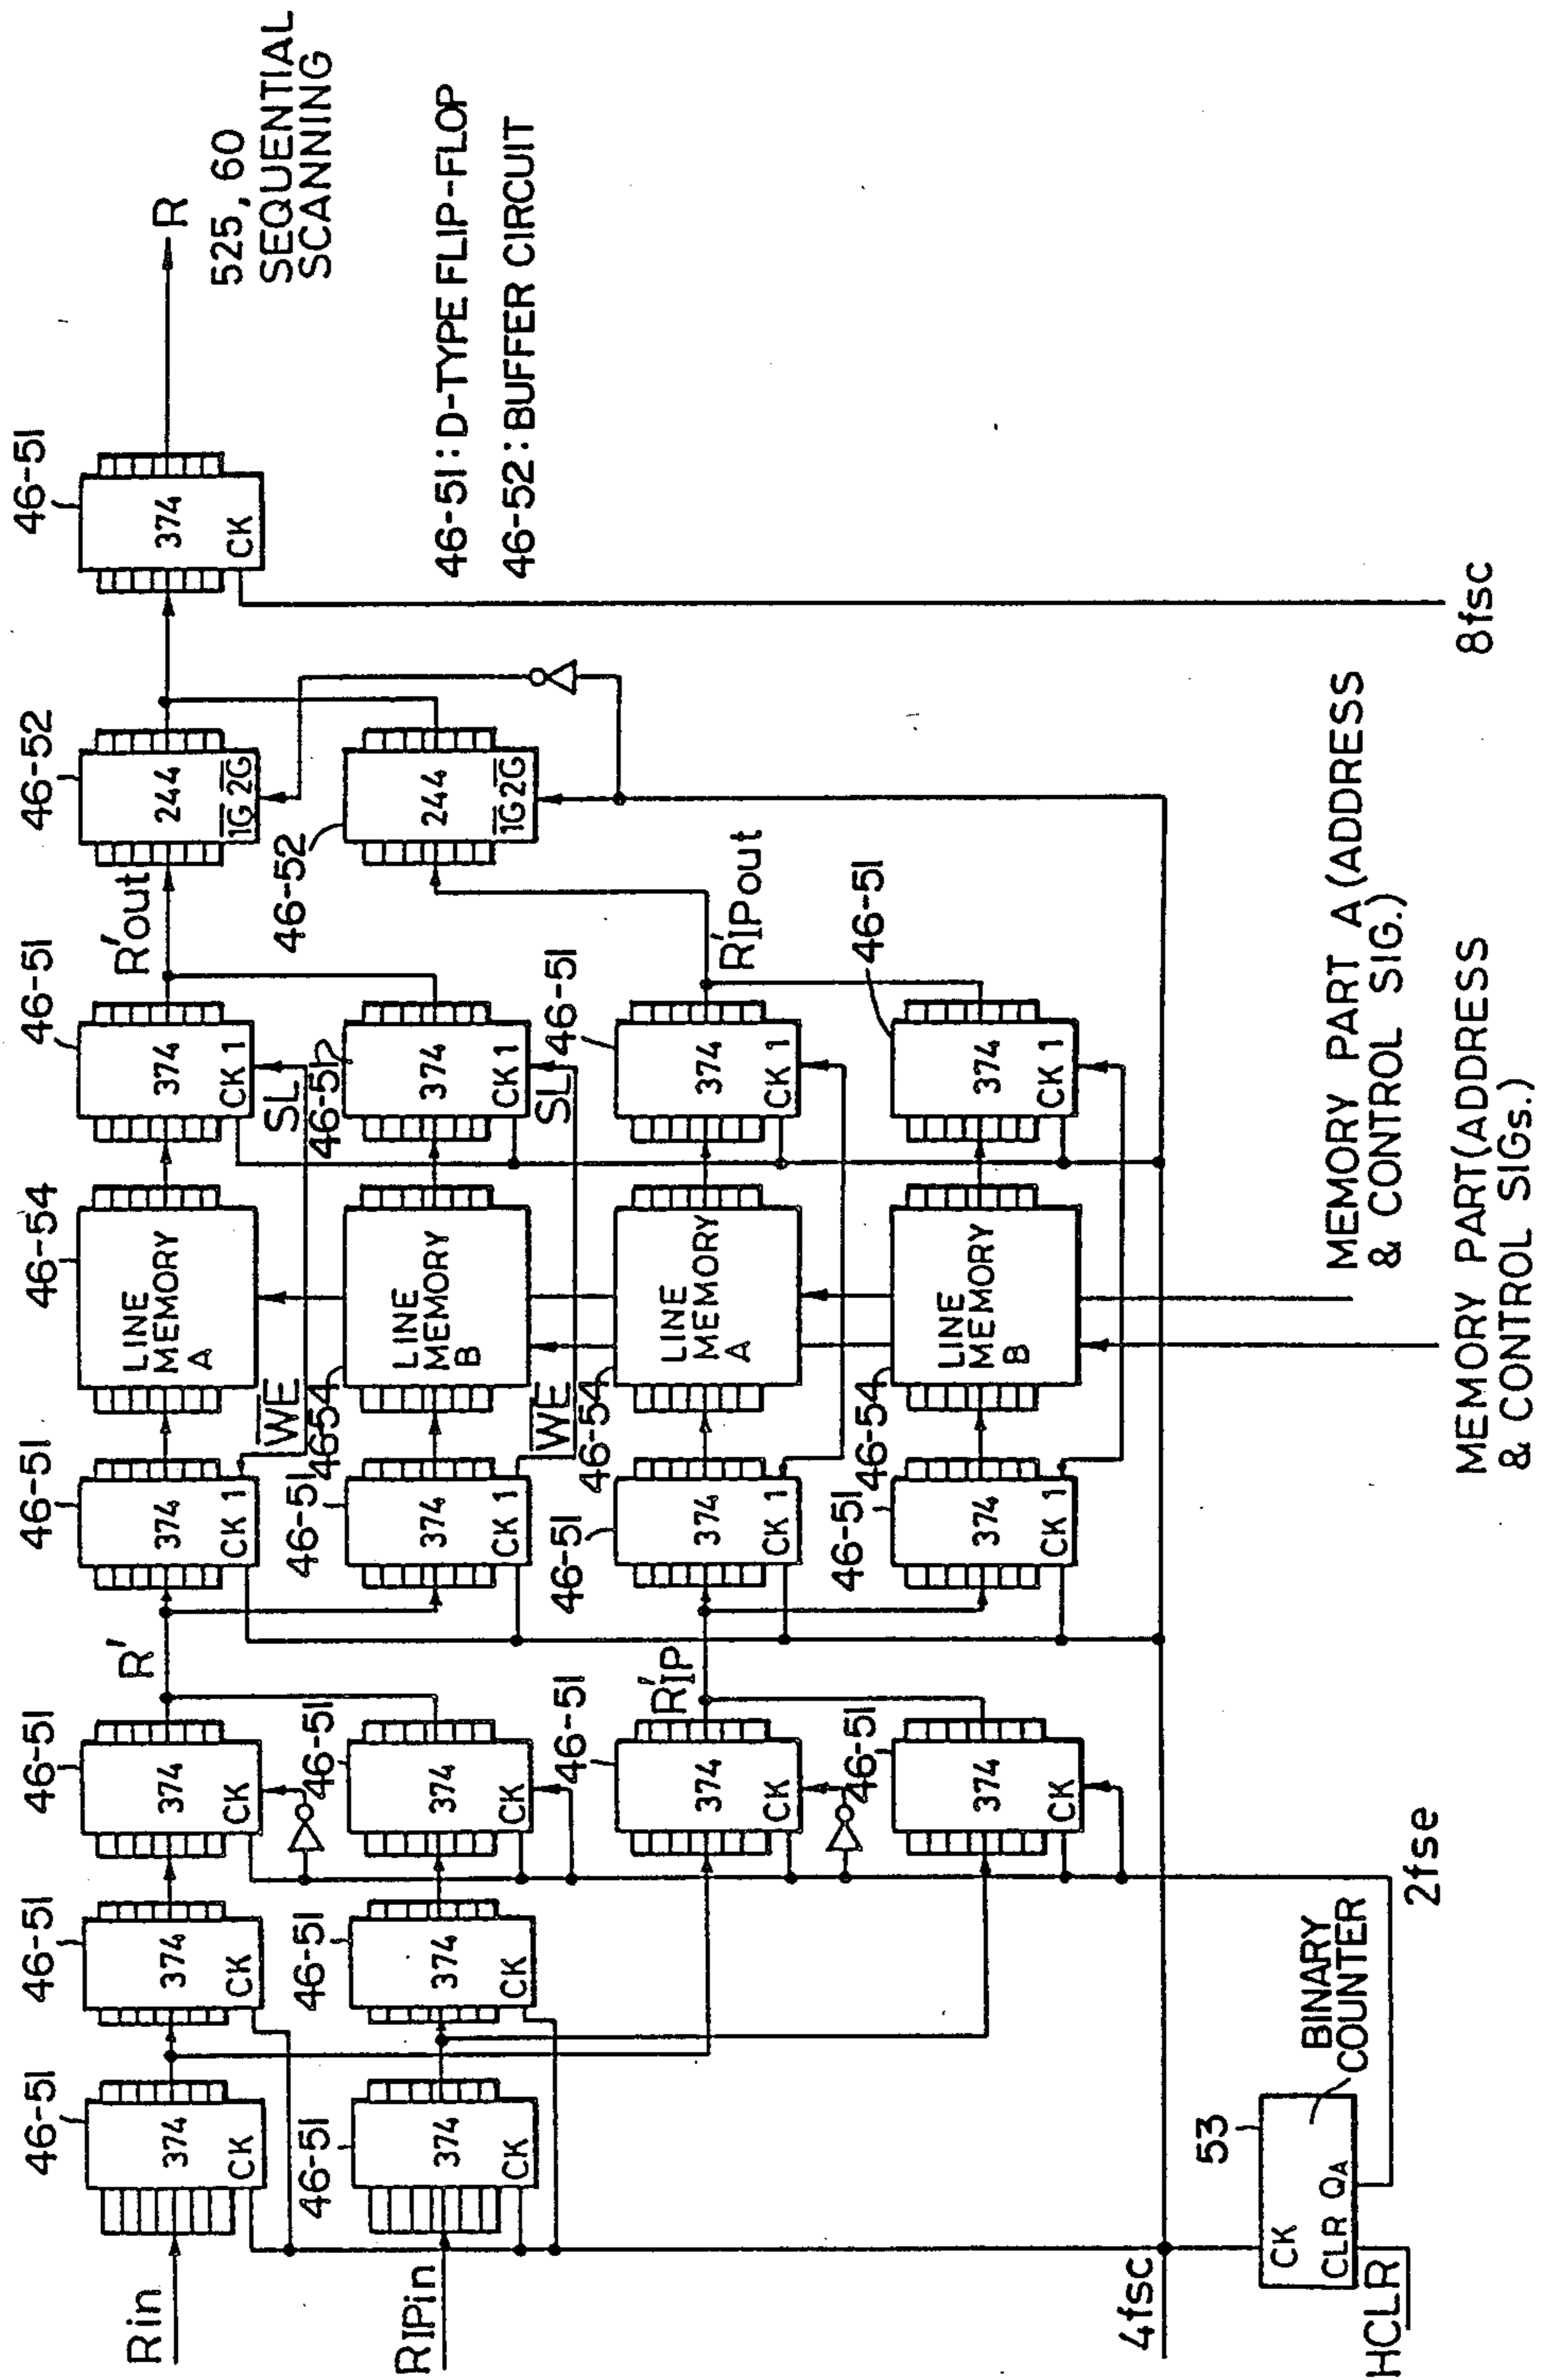 Rin
46-51
374
CK
46-51
374
CK
46-51
374
CK
R'
46-51
374
CK 1
WE
46-54
LINE
MEMORY
A
46-51
374
CK 1
SL
R'out
46-52
244
1G 2G
46-51
374
CK
R
525, 60
SEQUENTIAL
SCANNING
RIPin
46-51
374
CK
46-51
374
CK
46-51
374
CK
46-51
374
CK 1
WE
4654
LINE
MEMORY
B
46-51
374
CK 1
SL
46-52
244
1G 2G
46-51: D-TYPE FLIP-FLOP
46-52: BUFFER CIRCUIT
46-51
374
CK
R'IP
46-51
374
CK 1
46-54
LINE
MEMORY
A
46-51
374
CK 1
R'IPout
46-51
374
CK
46-51
374
CK 1
46-54
LINE
MEMORY
B
46-51
374
CK 1
4fsc
53
CK
CLR QA
HCLR
BINARY
COUNTER
2fse
MEMORY PART A (ADDRESS
& CONTROL SIG.)
MEMORY PART(ADDRESS
& CONTROL SIGs.)
8fsc